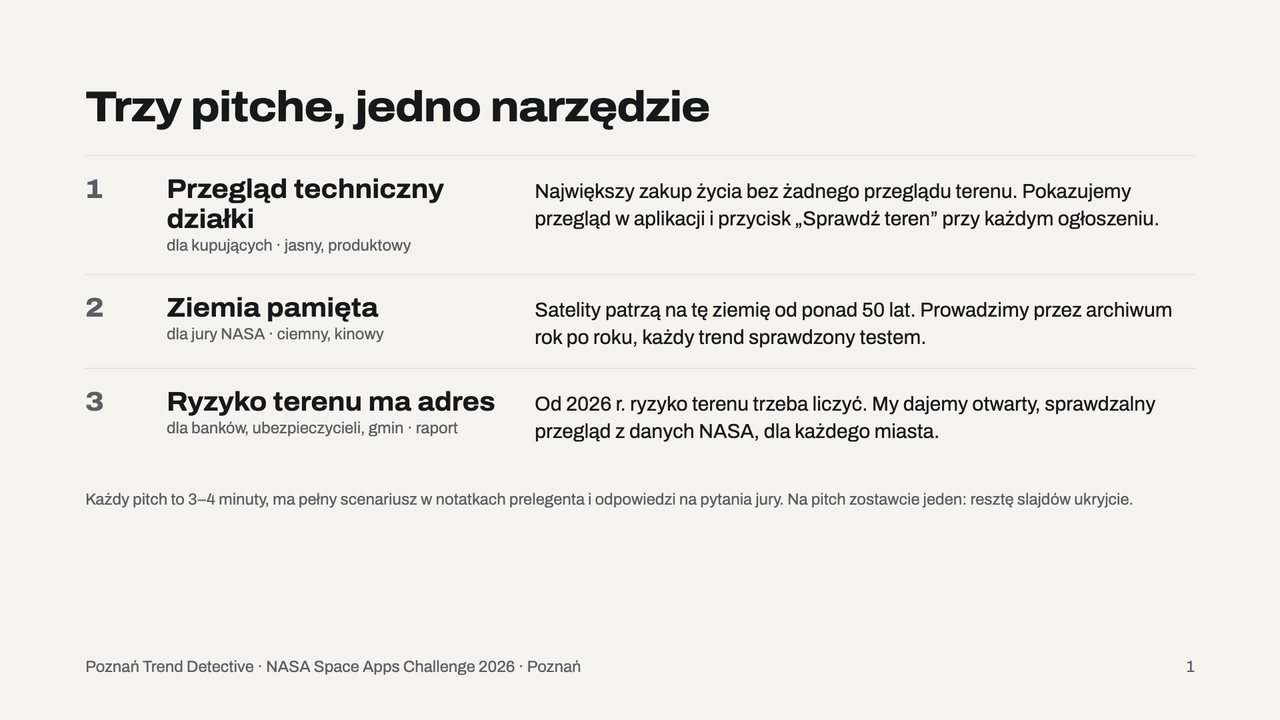 Trzy pitche, jedno narzędzie
1
Przegląd techniczny
działki
dla kupujących · jasny, produktowy
Największy zakup życia bez żadnego przeglądu terenu. Pokazujemy
przegląd w aplikacji i przycisk „Sprawdź teren” przy każdym ogłoszeniu.
2
Ziemia pamięta
dla jury NASA · ciemny, kinowy
Satelity patrzą na tę ziemię od ponad 50 lat. Prowadzimy przez archiwum
rok po roku, każdy trend sprawdzony testem.
3
Ryzyko terenu ma adres
dla banków, ubezpieczycieli, gmin · raport
Od 2026 r. ryzyko terenu trzeba liczyć. My dajemy otwarty, sprawdzalny
przegląd z danych NASA, dla każdego miasta.
Każdy pitch to 3–4 minuty, ma pełny scenariusz w notatkach prelegenta i odpowiedzi na pytania jury. Na pitch zostawcie jeden: resztę slajdów ukryjcie.
Poznań Trend Detective · NASA Space Apps Challenge 2026 · Poznań
1